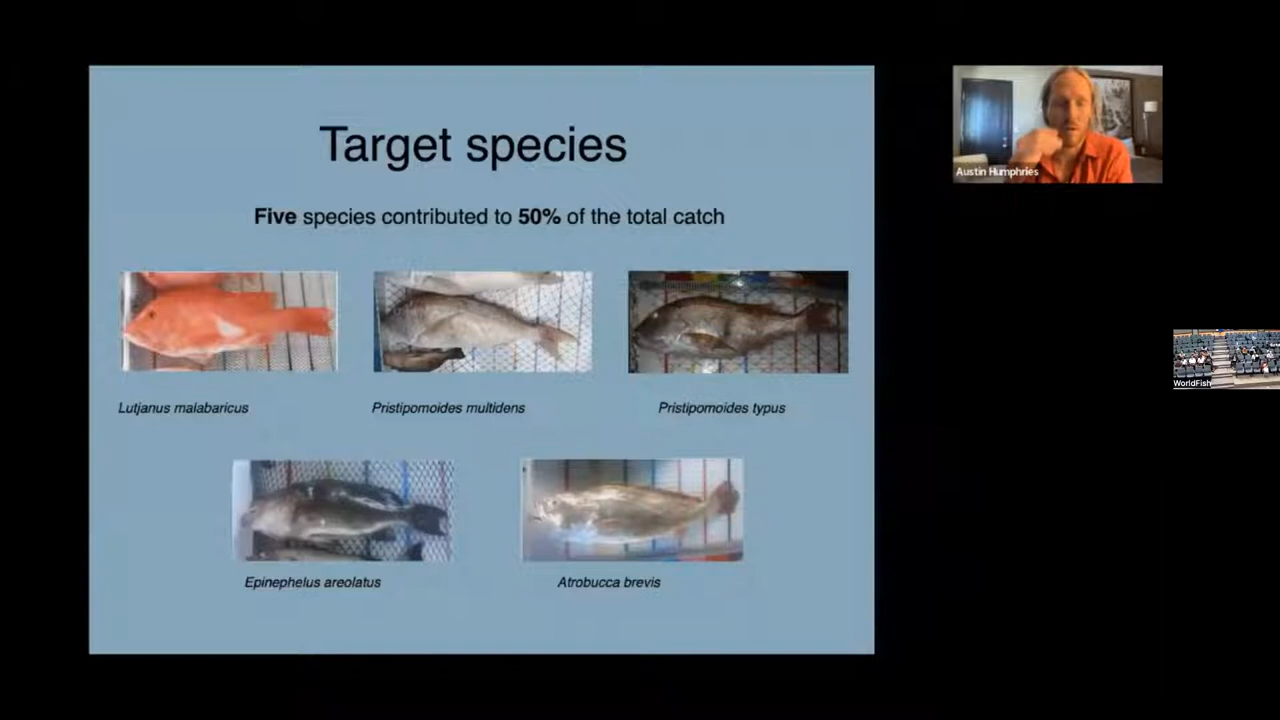 Target species
Five species contributed to 50% of the total catch
Lutjanus malabaricus
Pristipomoides multidens
Pristipomoides typus
Epinephelus areolatus
Atrobucca brevis
Austin Humphries
WorldFish